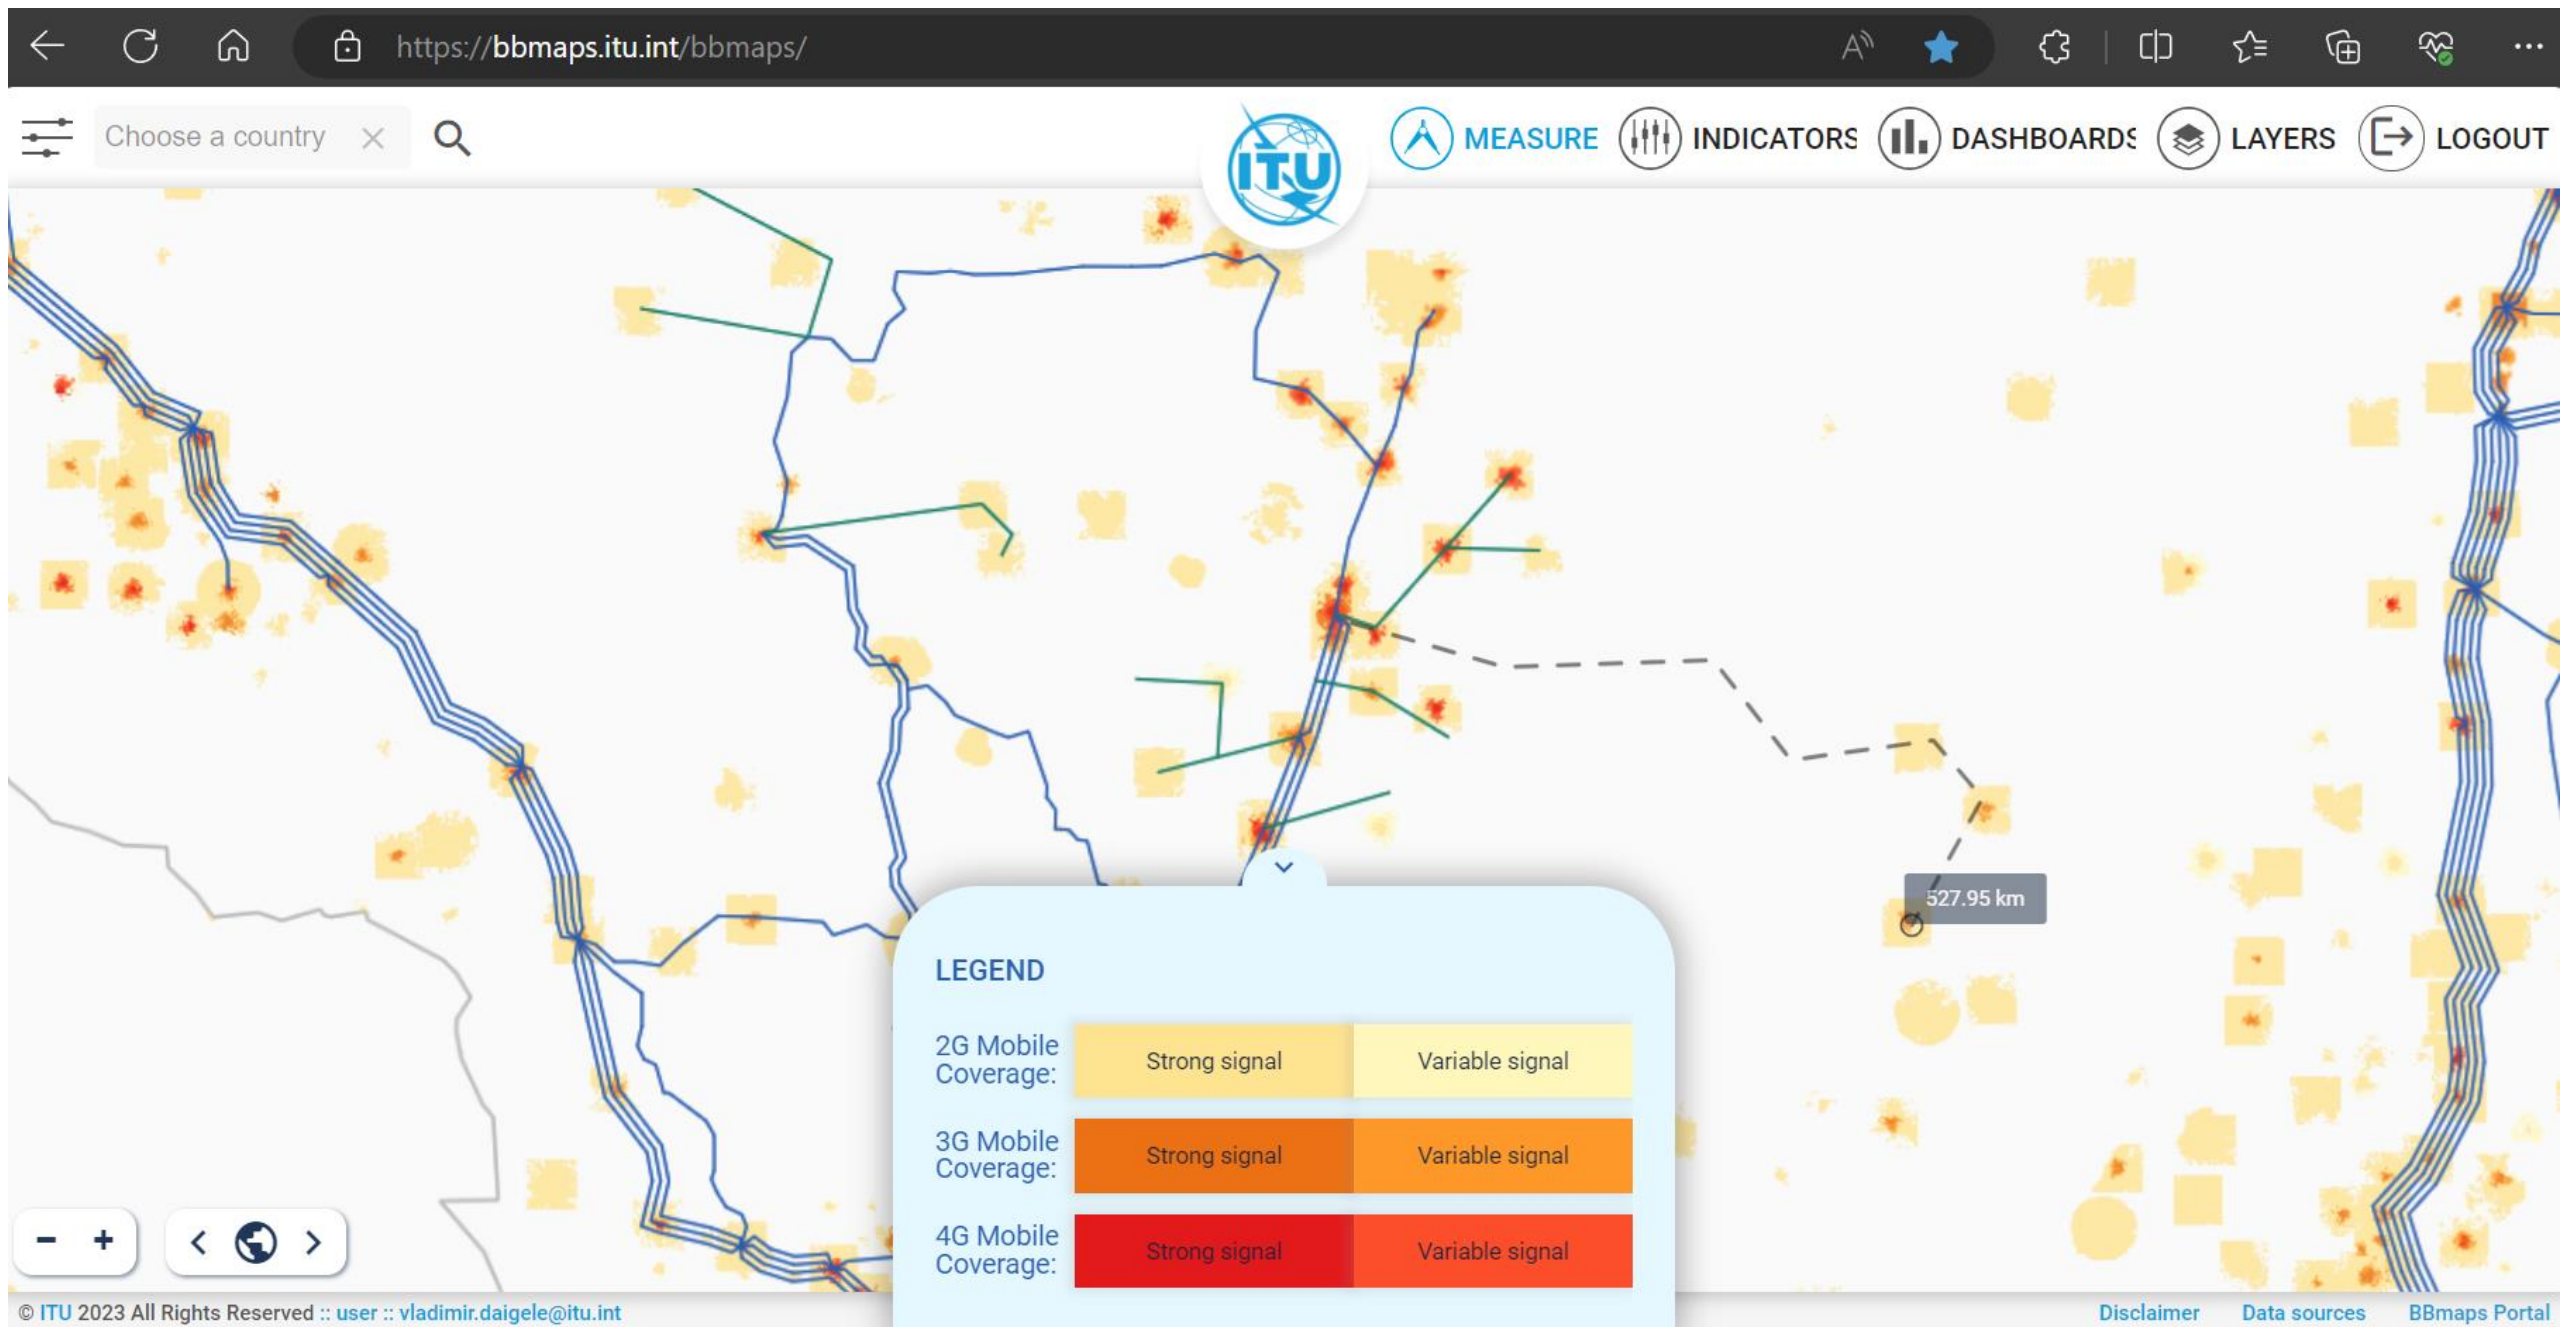 https://bbmaps.itu.int/bbmaps/
Choose a country
ITU
MEASURE
INDICATORS
DASHBOARDS
LAYERS
LOGOUT
527.95 km
LEGEND
2G Mobile
Coverage:
Strong signal
Variable signal
3G Mobile
Coverage:
Strong signal
Variable signal
4G Mobile
Coverage:
Strong signal
Variable signal
© ITU 2023 All Rights Reserved :: user :: vladimir.daigele@itu.int
Disclaimer
Data sources
BBmaps Portal